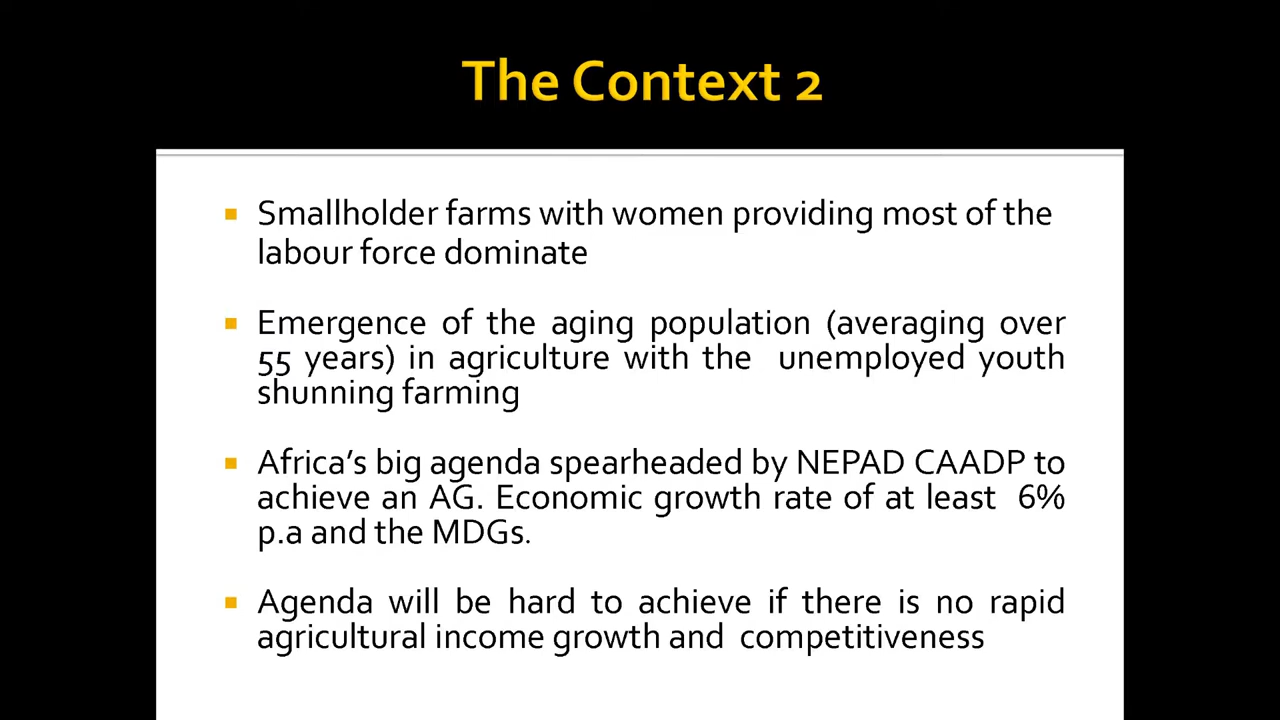 The Context 2
Smallholder farms with women providing most of the
labour force dominate
Emergence of the aging population (averaging over
55 years) in agriculture with the unemployed youth
shunning farming
Africa’s big agenda spearheaded by NEPAD CAADP to
achieve an AG. Economic growth rate of at least 6%
p.a and the MDGs.
Agenda will be hard to achieve if there is no rapid
agricultural income growth and competitiveness